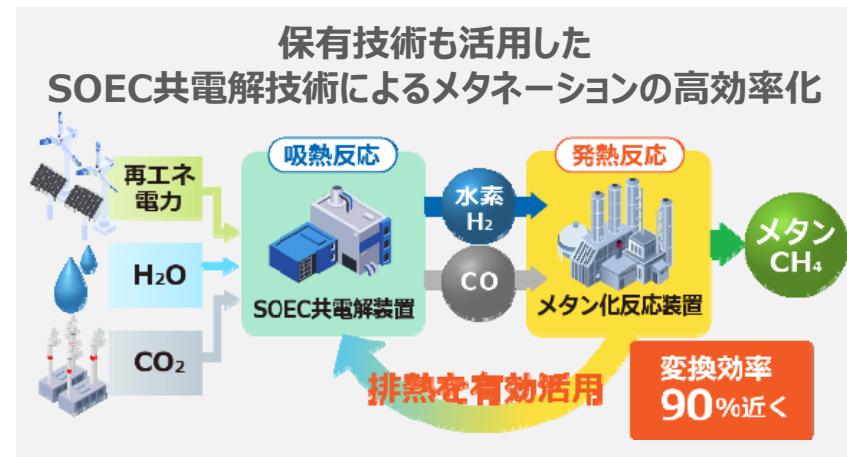 保有技術も活用した
SOEC共電解技術によるメタネーションの高効率化
再エネ
電力
H₂O
CO₂
吸熱反応
SOEC共電解装置
水素
H₂
CO
発熱反応
メタン化反応装置
メタン
CH₄
排熱を有効活用
変換効率
90%近く